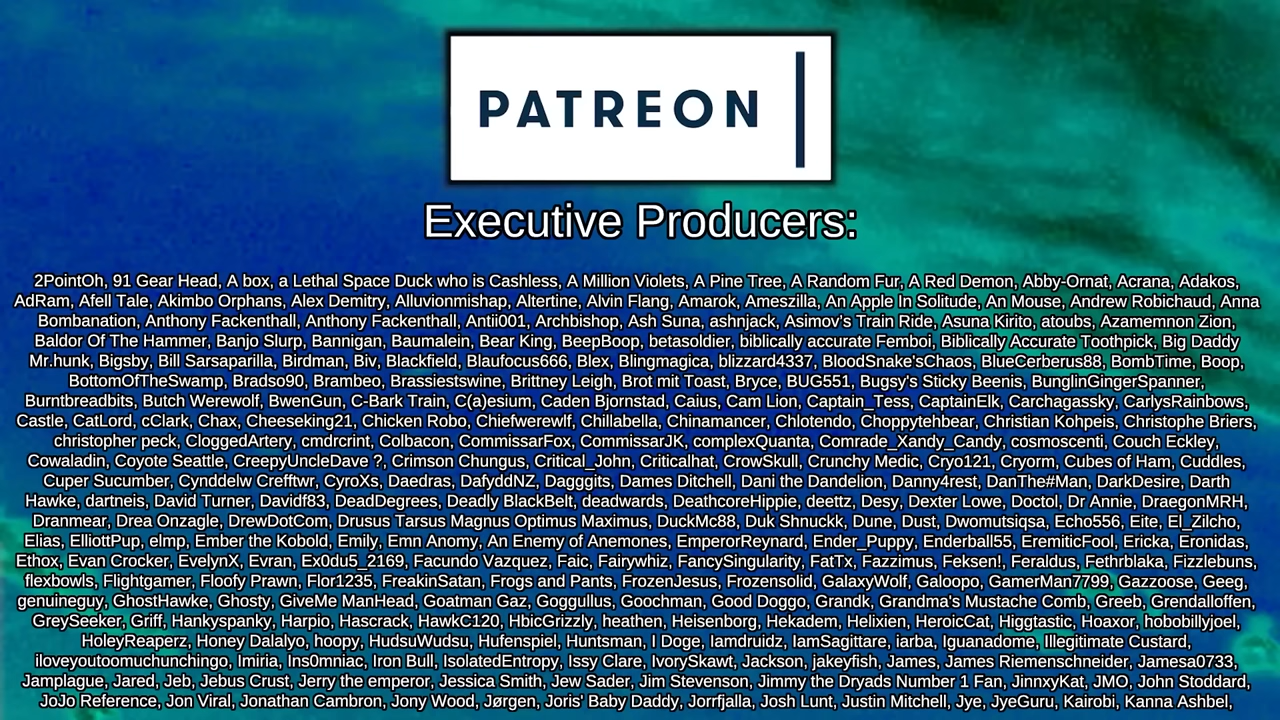 PATREON
Executive Producers:
2PointOh, 91 Gear Head, A box, a Lethal Space Duck who is Cashless, A Million Violets, A Pine Tree, A Random Fur, A Red Demon, Abby-Ornat, Acrana, Adakos,
AdRam, Afell Tale, Akimbo Orphans, Alex Demitry, Alluvionmishap, Altertine, Alvin Flang, Amarok, Ameszilla, An Apple In Solitude, An Mouse, Andrew Robichaud, Anna
Bombanation, Anthony Fackenthall, Anthony Fackenthall, Antii001, Archbishop, Ash Suna, ashnjack, Asimov's Train Ride, Asuna Kirito, atoubs, Azamemnon Zion,
Baldor Of The Hammer, Banjo Slurp, Bannigan, Baumalein, Bear King, BeepBoop, betasoldier, biblically accurate Femboi, Biblically Accurate Toothpick, Big Daddy
Mr.hunk, Bigsby, Bill Sarsaparilla, Birdman, Biv, Blackfield, Blaufocus666, Blex, Blingmagica, blizzard4337, BloodSnake'sChaos, BlueCerberus88, BombTime, Boop,
BottomOfTheSwamp, Bradso90, Brambeo, Brassiestswine, Brittney Leigh, Brot mit Toast, Bryce, BUG551, Bugsy's Sticky Beenis, BunglinGingerSpanner,
Burntbreadbits, Butch Werewolf, BwenGun, C-Bark Train, C(a)esium, Caden Bjornstad, Caius, Cam Lion, Captain_Tess, CaptainElk, Carchagassky, CarlysRainbows,
Castle, CatLord, cClark, Chax, Cheeseking21, Chicken Robo, Chiefwerewlf, Chillabella, Chinamancer, Chlotendo, Choppytehbear, Christian Kohpeis, Christophe Briers,
christopher peck, CloggedArtery, cmdrcrint, Colbacon, CommissarFox, CommissarJK, complexQuanta, Comrade_Xandy_Candy, cosmoscenti, Couch Eckley,
Cowaladin, Coyote Seattle, CreepyUncleDave ?, Crimson Chungus, Critical_John, Criticalhat, CrowSkull, Crunchy Medic, Cryo121, Cryorm, Cubes of Ham, Cuddles,
Cuper Sucumber, Cynddelw Crefftwr, CyroXs, Daedras, DafyddNZ, Dagggits, Dames Ditchell, Dani the Dandelion, Danny4rest, DanThe#Man, DarkDesire, Darth
Hawke, dartneis, David Turner, Davidf83, DeadDegrees, Deadly BlackBelt, deadwards, DeathcoreHippie, deettz, Desy, Dexter Lowe, Doctol, Dr Annie, DraegonMRH,
Dranmear, Drea Onzagle, DrewDotCom, Drusus Tarsus Magnus Optimus Maximus, DuckMc88, Duk Shnuckk, Dune, Dust, Dwomutsiqsa, Echo556, Eite, El_Zilcho,
Elias, ElliottPup, elmp, Ember the Kobold, Emily, Emn Anomy, An Enemy of Anemones, EmperorReynard, Ender_Puppy, Enderball55, EremiticFool, Ericka, Eronidas,
Ethox, Evan Crocker, EvelynX, Evran, Ex0du5_2169, Facundo Vazquez, Faic, Fairywhiz, FancySingularity, FatTx, Fazzimus, Feksen!, Feraldus, Fethrblaka, Fizzlebuns,
flexbowls, Flightgamer, Floofy Prawn, Flor1235, FreakinSatan, Frogs and Pants, FrozenJesus, Frozensolid, GalaxyWolf, Galoopo, GamerMan7799, Gazzoose, Geeg,
genuineguy, GhostHawke, Ghosty, GiveMe ManHead, Goatman Gaz, Goggullus, Goochman, Good Doggo, Grandk, Grandma's Mustache Comb, Greeb, Grendalloffen,
GreySeeker, Griff, Hankyspanky, Harpio, Hascrack, HawkC120, HbicGrizzly, heathen, Heisenborg, Hekadem, Helixien, HeroicCat, Higgtastic, Hoaxor, hobobillyjoel,
HoleyReaperz, Honey Dalalyo, hoopy, HudsuWudsu, Hufenspiel, Huntsman, I Doge, Iamdruidz, IamSagittare, iarba, Iguanadome, Illegitimate Custard,
iloveyoutoomuchunchingo, Imiria, Ins0mniac, Iron Bull, IsolatedEntropy, Issy Clare, IvorySkawt, Jackson, jakeyfish, James, James Riemenschneider, Jamesa0733,
Jamplague, Jared, Jeb, Jebus Crust, Jerry the emperor, Jessica Smith, Jew Sader, Jim Stevenson, Jimmy the Dryads Number 1 Fan, JinnxyKat, JMO, John Stoddard,
JoJo Reference, Jon Viral, Jonathan Cambron, Jony Wood, Jørgen, Joris' Baby Daddy, Jorrfjalla, Josh Lunt, Justin Mitchell, Jye, JyeGuru, Kairobi, Kanna Ashbel,